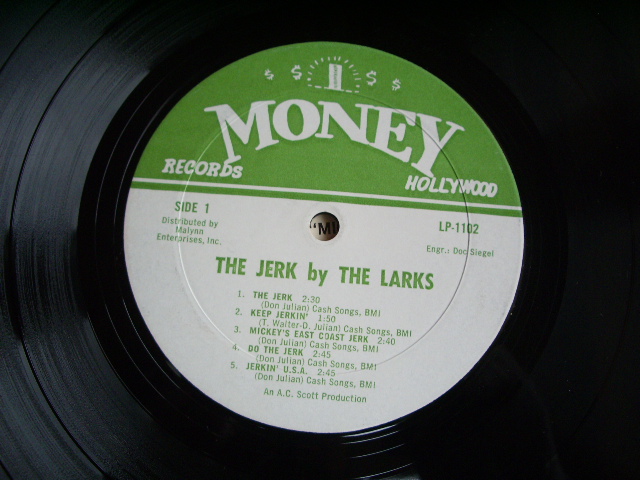 $ $ $ $
MONEY
RECORDS
HOLLYWOOD
SIDE 1
LP-1102
Distributed by
Malynn
Enterprises, Inc.
"MI
Engr.: Doc Siegel
THE JERK by THE LARKS
1. THE JERK 2:30
(Don Julian) Cash Songs, BMI
2. KEEP JERKIN' 1:50
(T. Walter-D. Julian) Cash Songs, BMI
3. MICKEY'S EAST COAST JERK 2:40
(Don Julian) Cash Songs, BMI
4. DO THE JERK 2:45
(Don Julian) Cash Songs, BMI
5. JERKIN' U.S.A. 2:45
(Don Julian) Cash Songs, BMI
An A.C. Scott Production